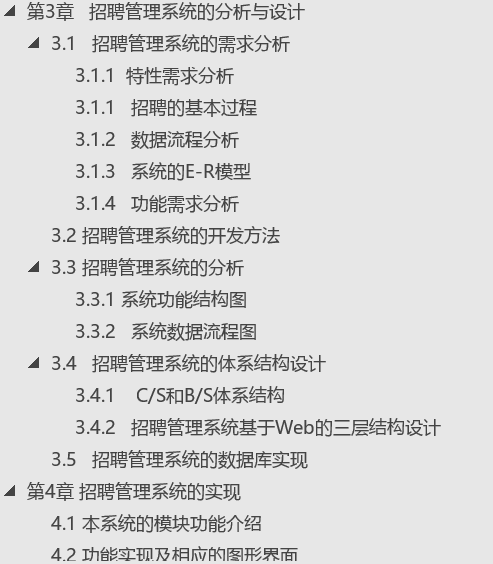 第3章 招聘管理系统的分析与设计
3.1 招聘管理系统的需求分析
3.1.1 特性需求分析
3.1.1 招聘的基本过程
3.1.2 数据流程分析
3.1.3 系统的E-R模型
3.1.4 功能需求分析
3.2 招聘管理系统的开发方法
3.3 招聘管理系统的分析
3.3.1 系统功能结构图
3.3.2 系统数据流程图
3.4 招聘管理系统的体系结构设计
3.4.1 C/S和B/S体系结构
3.4.2 招聘管理系统基于Web的三层结构设计
3.5 招聘管理系统的数据库实现
第4章 招聘管理系统的实现
4.1 本系统的模块功能介绍
4.2 功能实现及相应的图形界面